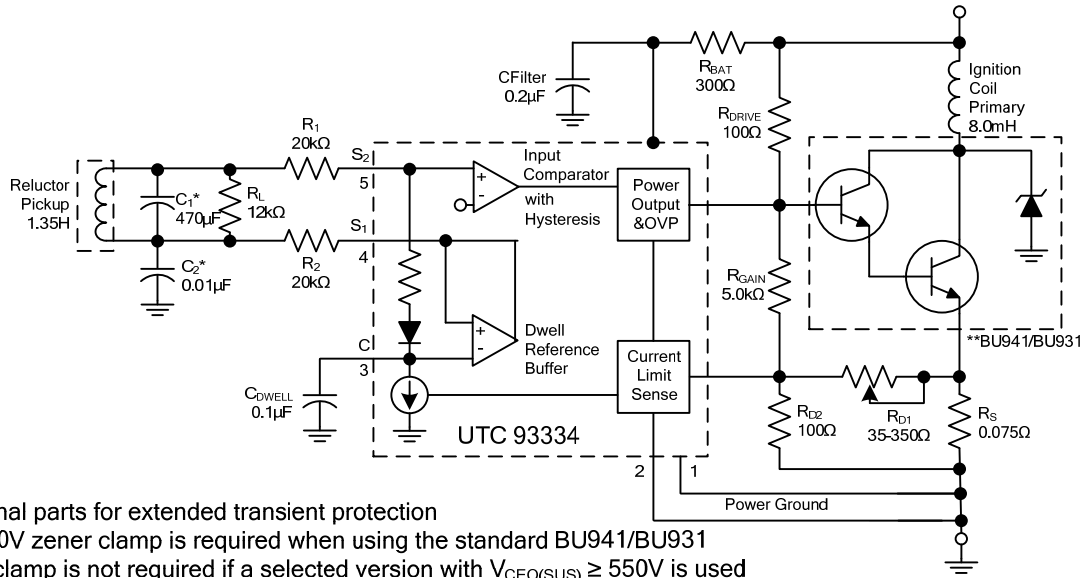 RBAT
300Ω
CFilter
0.2µF
RDRIVE
100Ω
Ignition
Coil
Primary
8.0mH
Reluctor
Pickup
1.35H
C1*
470µF
RL
12kΩ
R1
20kΩ
S2
5
S1
4
R2
20kΩ
C2*
0.01µF
+
-
Input
Comparator
with
Hysteresis
Power
Output
&OVP
RGAIN
5.0kΩ
+
-
Dwell
Reference
Buffer
Current
Limit
Sense
C
3
CDWELL
0.1µF
UTC 93334
**BU941/BU931
RD2
100Ω
RD1
35-350Ω
RS
0.075Ω
2
1
Power Ground
nal parts for extended transient protection
0V zener clamp is required when using the standard BU941/BU931
clamp is not required if a selected version with VCEO(SUS) ≥ 550V is used